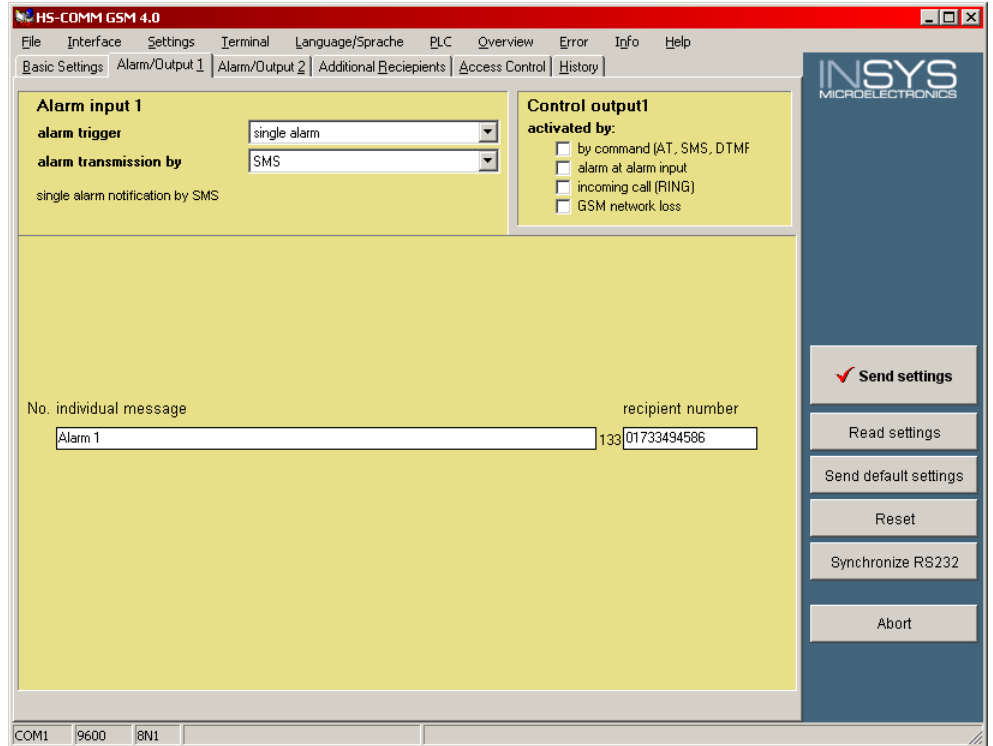 HS-COMM GSM 4.0
File Interface Settings Terminal Language/Sprache PLC Overview Error Info Help
Basic Settings Alarm/Output 1 Alarm/Output 2 Additional Reciepients Access Control History
INSYS
MICROELECTRONICS
Alarm input 1
alarm trigger single alarm
alarm transmission by SMS
single alarm notification by SMS
Control output1
activated by:
by command (AT, SMS, DTMF
alarm at alarm input
incoming call (RING)
GSM network loss
Send settings
No. individual message recipient number
Alarm 1 133 01733494586
Read settings
Send default settings
Reset
Synchronize RS232
Abort
COM1 9600 8N1